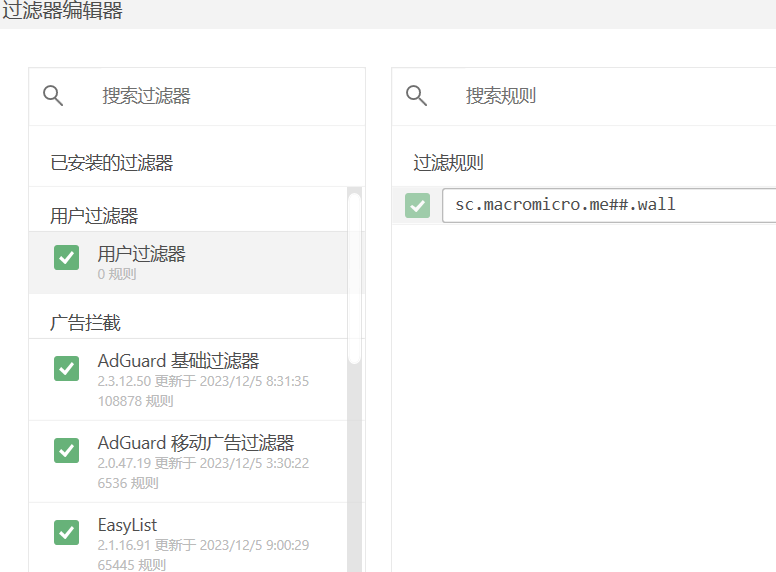 过滤器编辑器
搜索过滤器
已安装的过滤器
用户过滤器
用户过滤器
0 规则
广告拦截
AdGuard 基础过滤器
2.3.12.50 更新于 2023/12/5 8:31:35
108878 规则
AdGuard 移动广告过滤器
2.0.47.19 更新于 2023/12/5 3:30:22
6536 规则
EasyList
2.1.16.91 更新于 2023/12/5 9:00:29
65445 规则
搜索规则
过滤规则
sc.macromicro.me##.wall